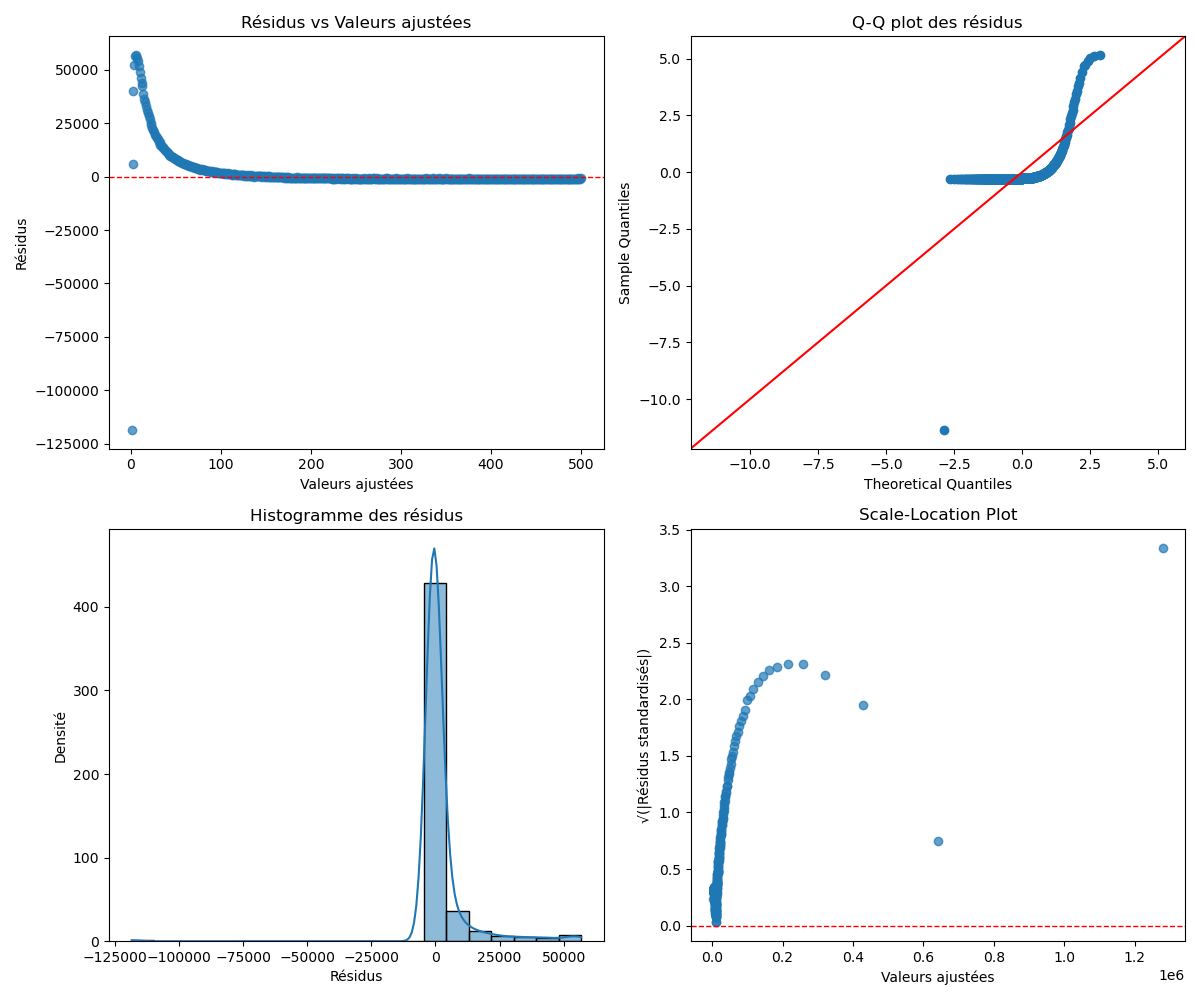 Résidus vs Valeurs ajustées
50000
25000
0
−25000
−50000
−75000
−100000
−125000
Résidus
0 100 200 300 400 500
Valeurs ajustées
Q-Q plot des résidus
5.0
2.5
0.0
−2.5
−5.0
−7.5
−10.0
Sample Quantiles
−10.0 −7.5 −5.0 −2.5 0.0 2.5 5.0
Theoretical Quantiles
Histogramme des résidus
400
300
200
100
0
Densité
−125000 −100000 −75000 −50000 −25000 0 25000 50000
Résidus
Scale-Location Plot
3.5
3.0
2.5
2.0
1.5
1.0
0.5
0.0
√(|Résidus standardisés|)
0.0 0.2 0.4 0.6 0.8 1.0 1.2
1e6
Valeurs ajustées